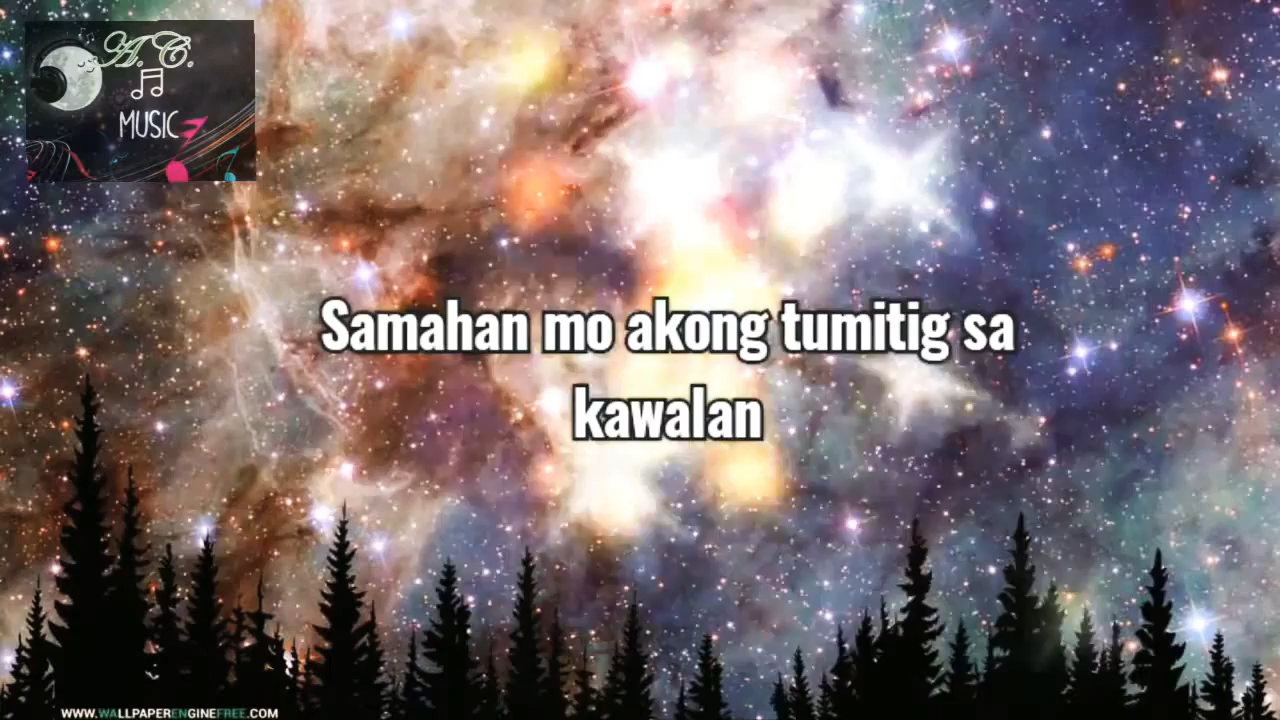 A.C.
MUSIC
Samahan mo akong tumitig sa
kawalan
WWW.WALLPAPERENGINEFREE.COM